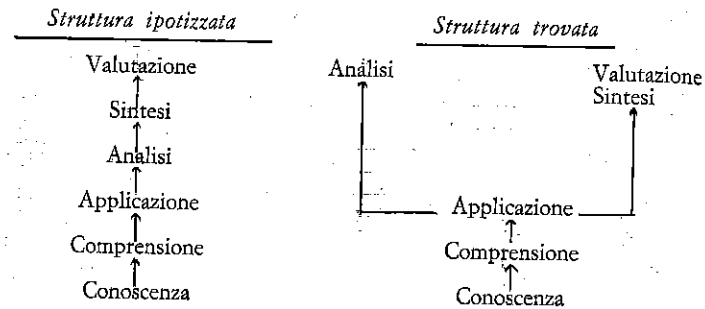 Struttura ipotizzata
Valutazione
Sintesi
Analisi
Applicazione
Comprensione
Conoscenza
Struttura trovata
Analisi
Valutazione
Sintesi
Applicazione
Comprensione
Conoscenza